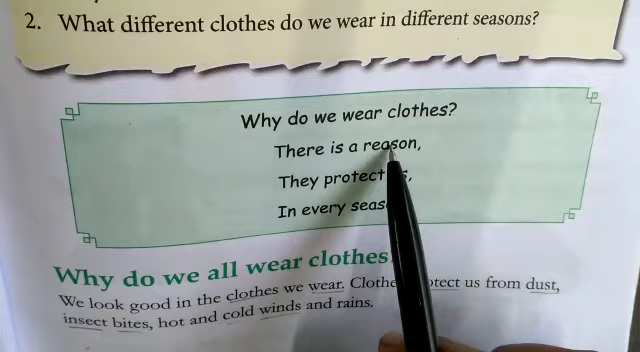 2. What different clothes do we wear in different seasons?
Why do we wear clothes?
There is a reason,
They protect
In every
Why do we all wear clothes
We look good in the clothes we wear. us from dust,
insect bites, hot and cold winds and rains.